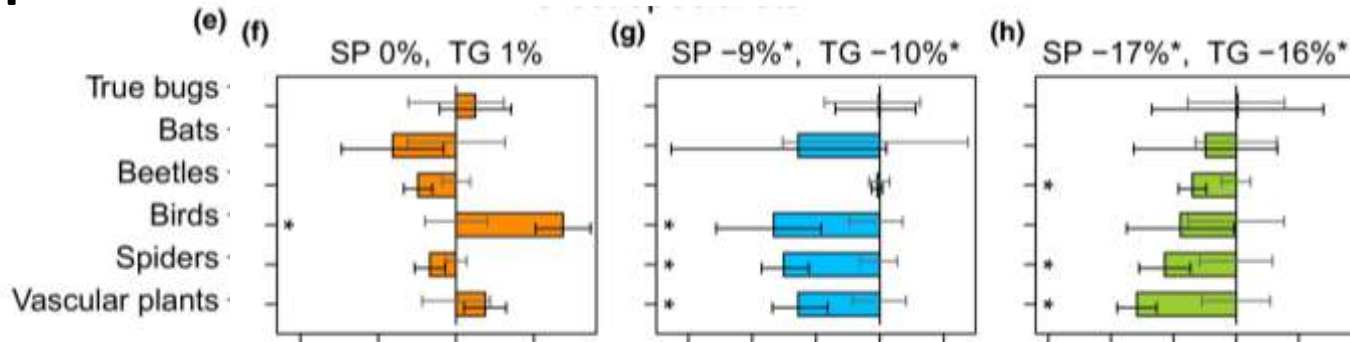 (e) (f) (g) (h)
SP 0%, TG 1% SP −9%*, TG −10%* SP −17%*, TG −16%*
True bugs
Bats
Beetles *
Birds * *
Spiders * *
Vascular plants * *